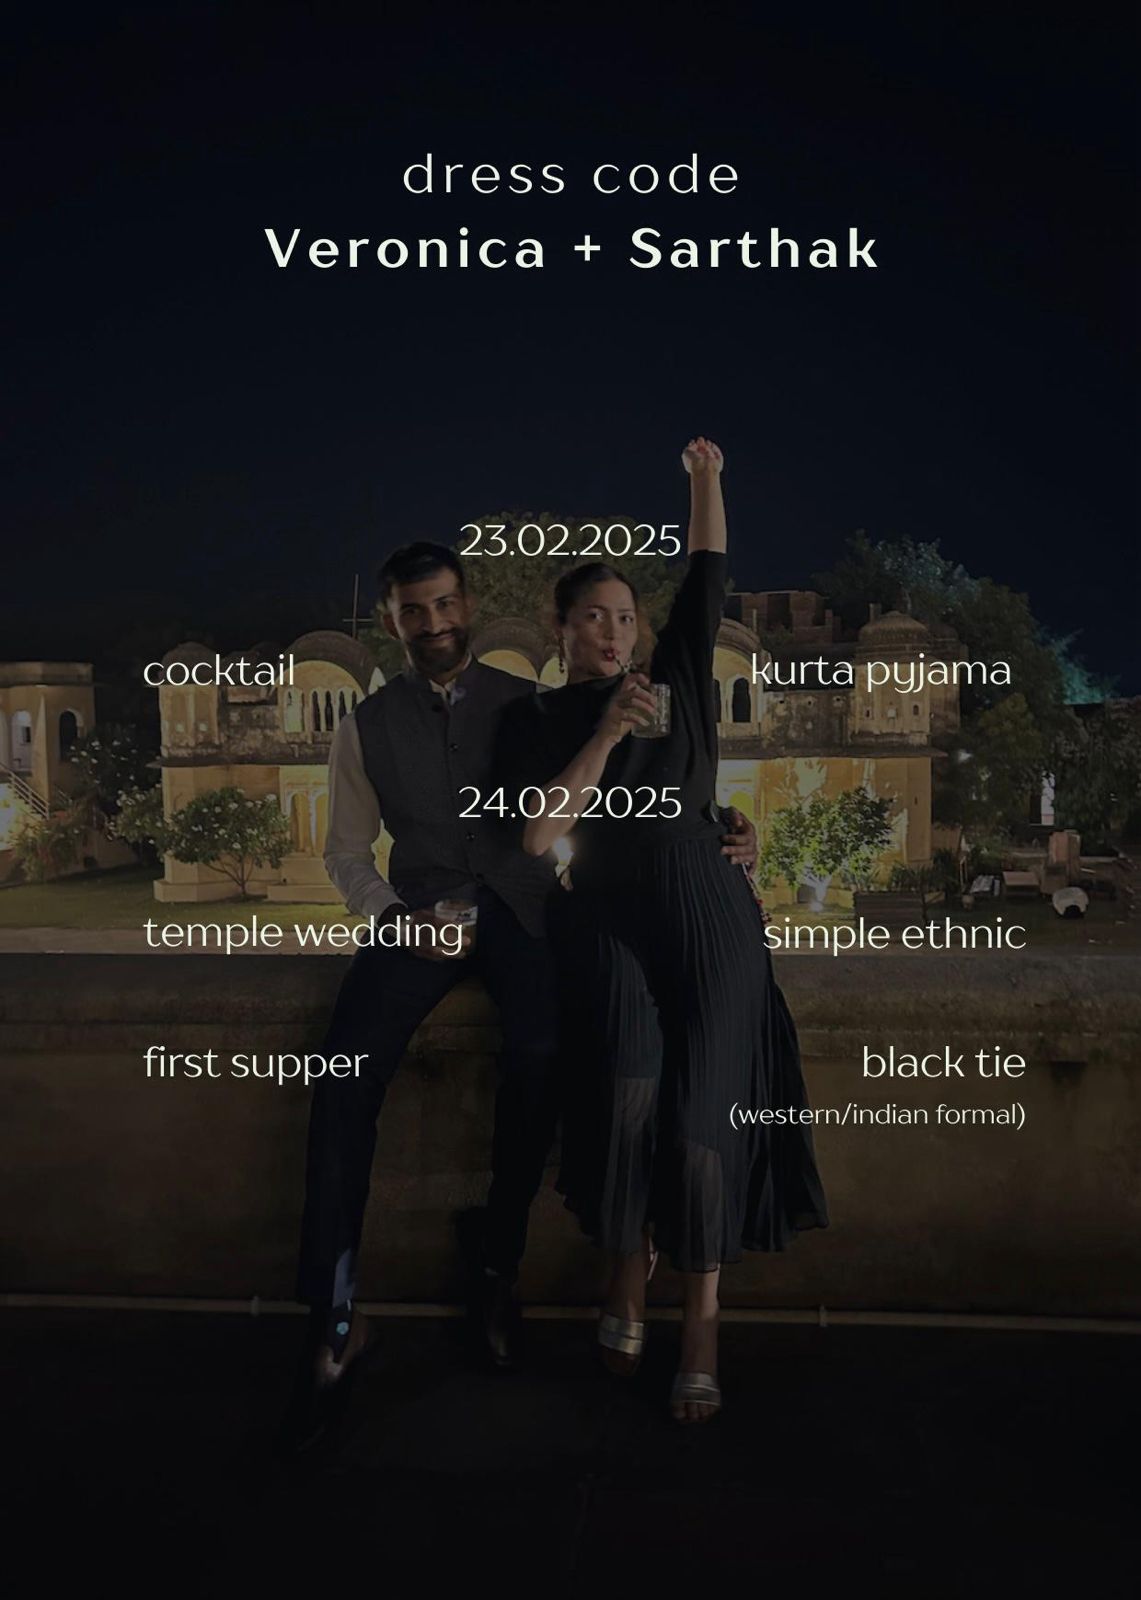 dress code
Veronica + Sarthak
23.02.2025
cocktail kurta pyjama
24.02.2025
temple wedding simple ethnic
first supper black tie
(western/indian formal)